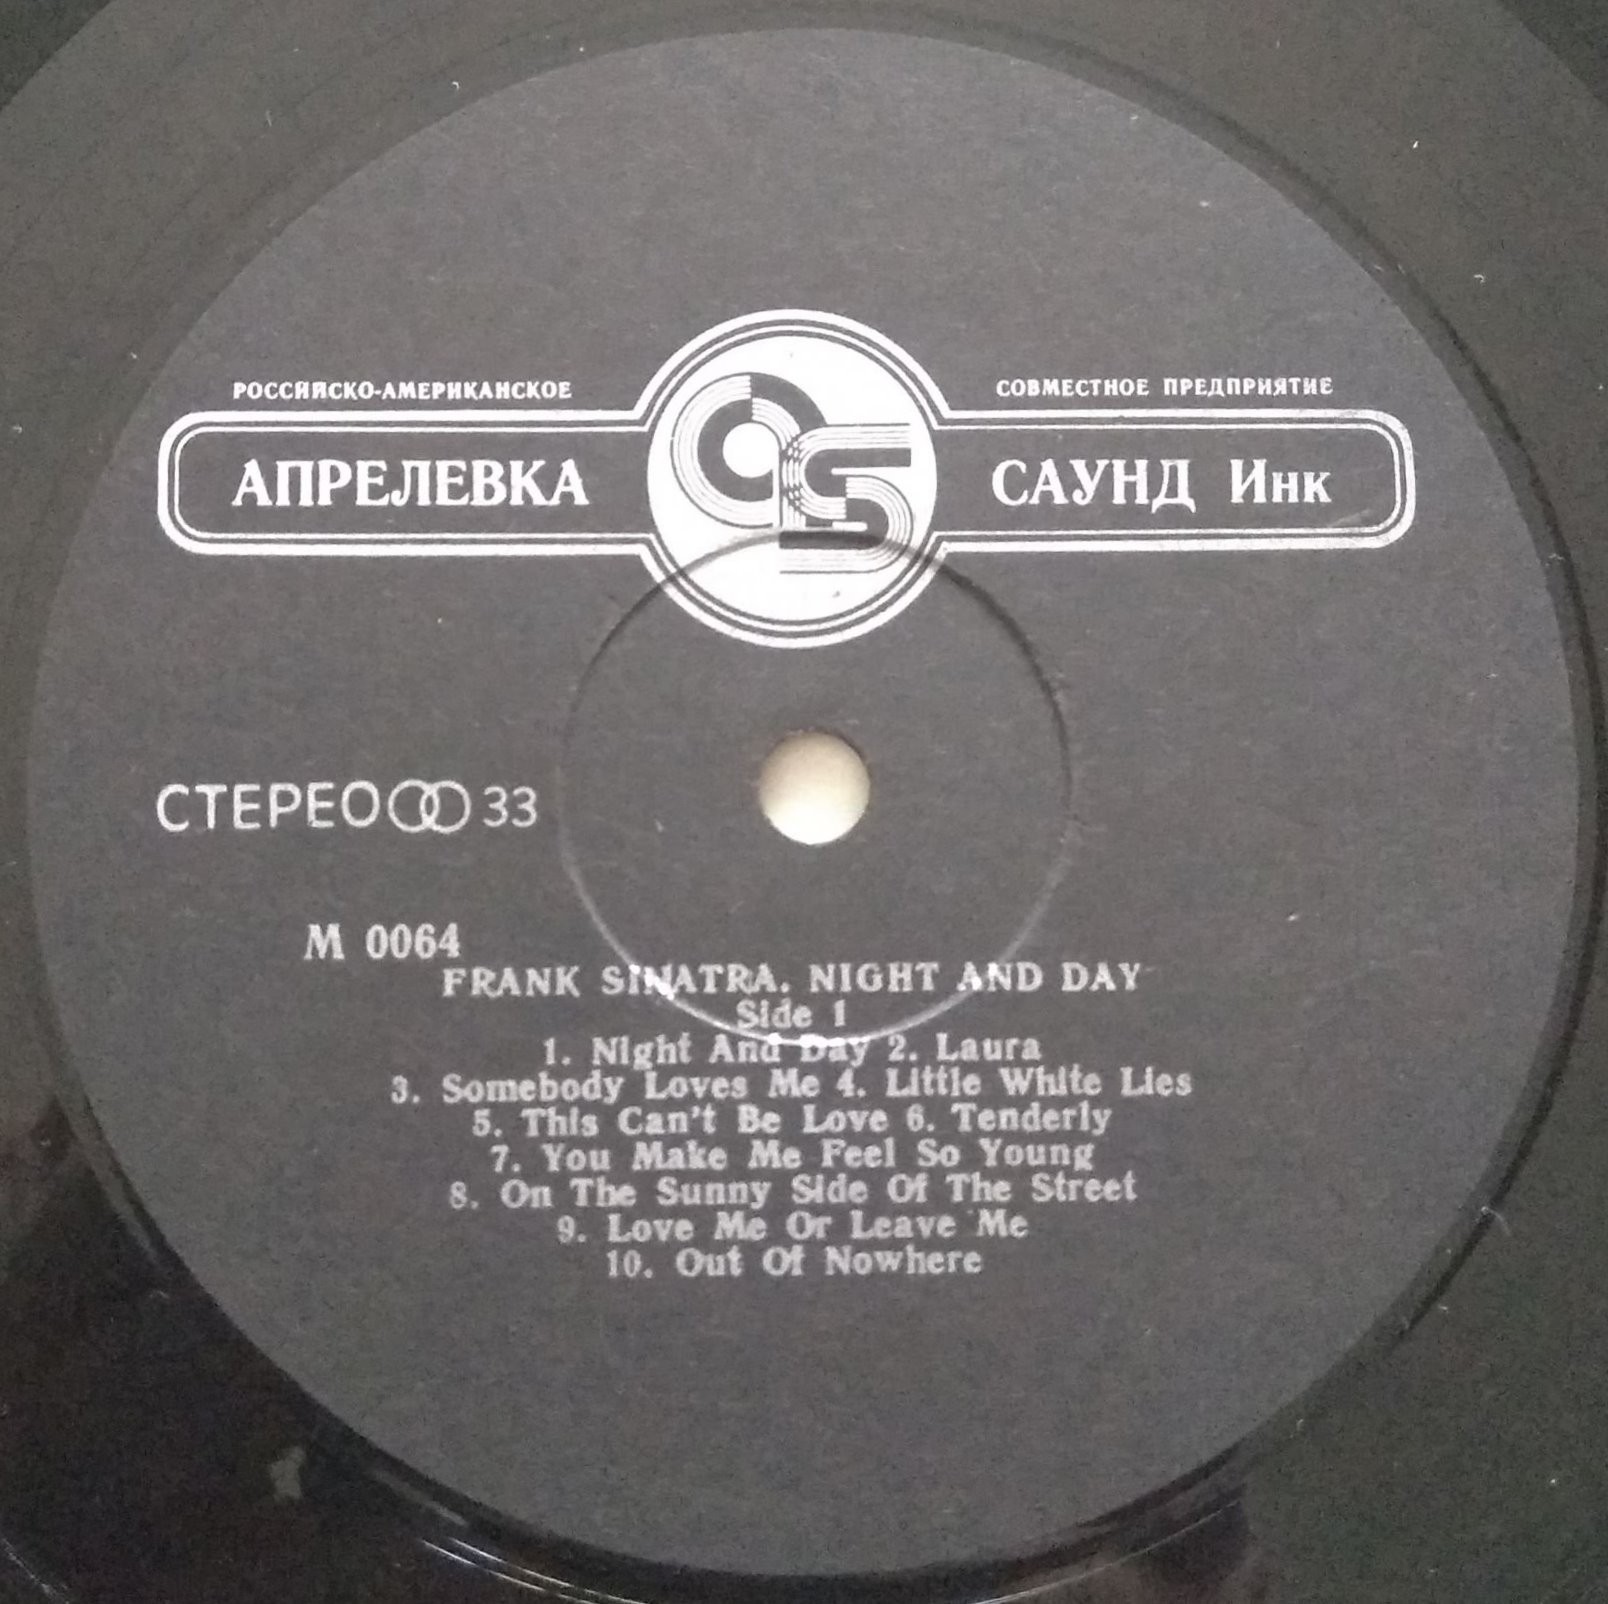 РОССИЙСКО-АМЕРИКАНСКОЕ СОВМЕСТНОЕ ПРЕДПРИЯТИЕ
АПРЕЛЕВКА САУНД Инк
СТЕРЕО 33
М 0064
FRANK SINATRA. NIGHT AND DAY
Side 1
1. Night And Day 2. Laura
3. Somebody Loves Me 4. Little White Lies
5. This Can't Be Love 6. Tenderly
7. You Make Me Feel So Young
8. On The Sunny Side Of The Street
9. Love Me Or Leave Me
10. Out Of Nowhere